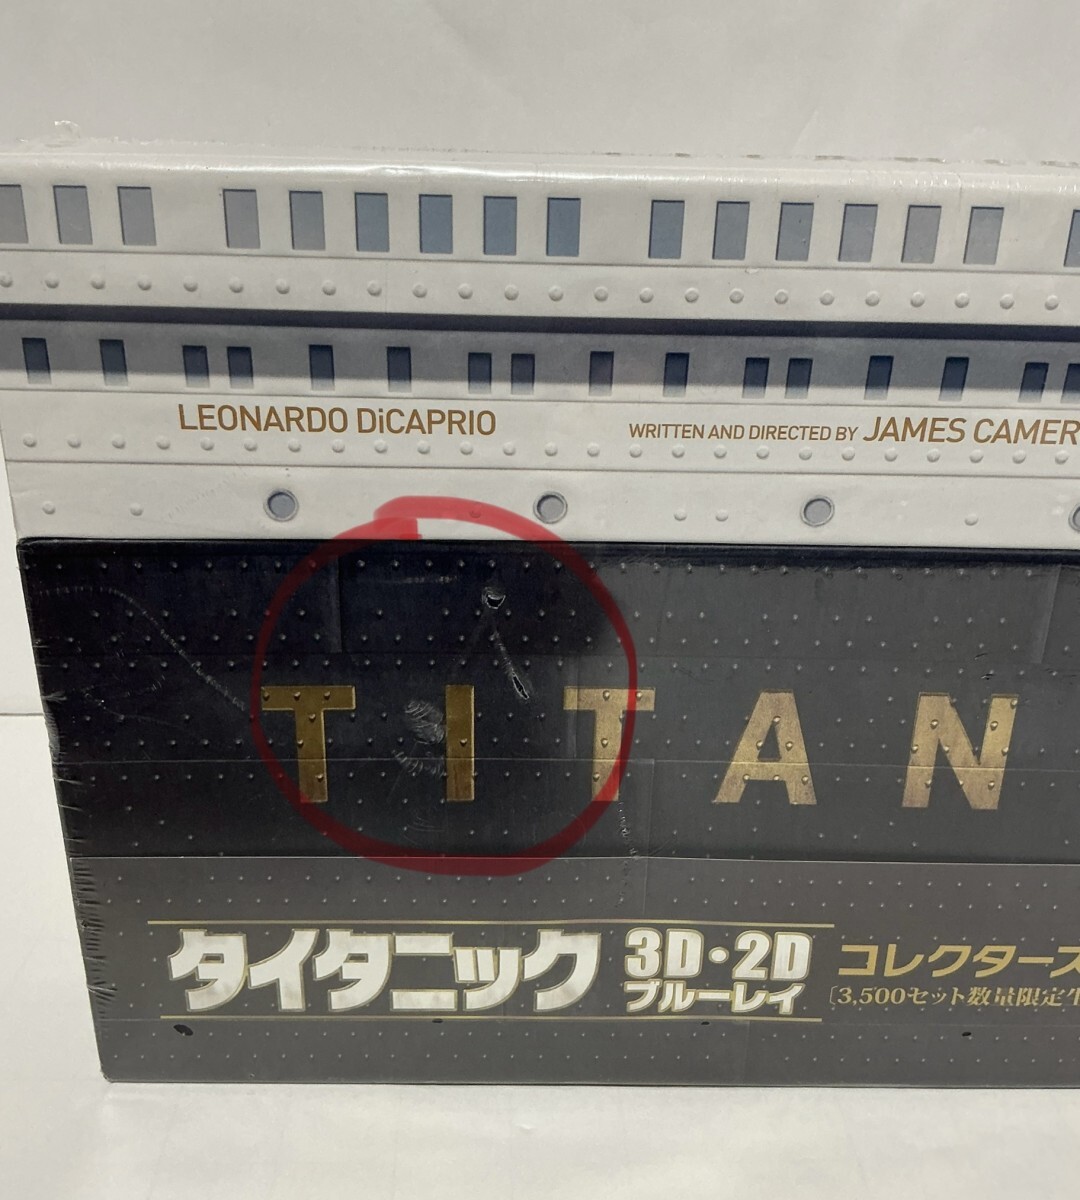 LEONARDO DiCAPRIO
WRITTEN AND DIRECTED BY JAMES CAMER
TITAN
タイタニック 3D・2D
ブルーレイ
コレクターズ
〔3,500セット数量限定生